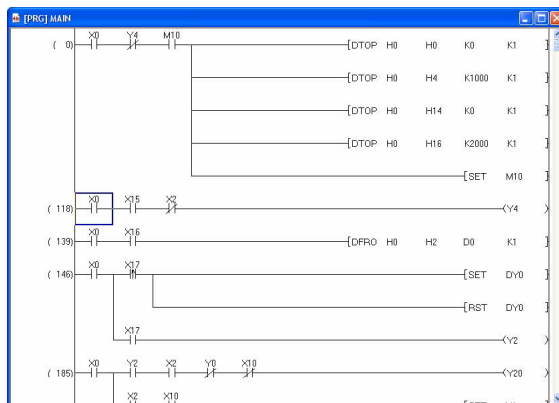 [PRG] MAIN
X0 Y4 M10
( 0) [DTOP H0 H0 K0 K1 ]
[DTOP H0 H4 K1000 K1 ]
[DTOP H0 H14 K0 K1 ]
[DTOP H0 H16 K2000 K1 ]
[SET M10 ]
X0 X15 X2
( 118) (Y4 )
X0 X16
( 139) [DFRO H0 H2 D0 K1 ]
X0 X17
( 146) [SET DY0 ]
[RST DY0 ]
X17
(Y2 )
X0 Y2 X2 Y0 X10
( 185) (Y20 )
X2 X10